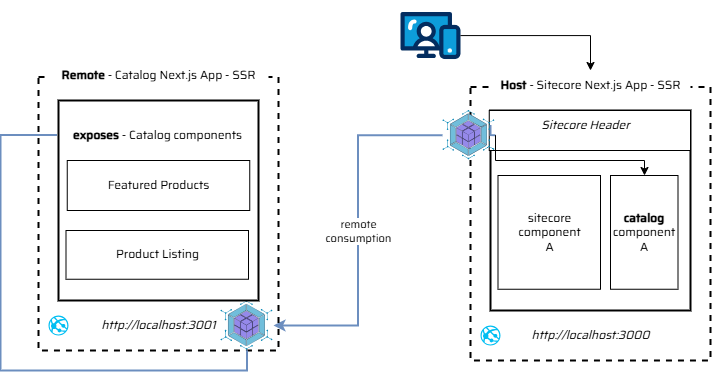 Remote - Catalog Next.js App - SSR
exposes - Catalog components
Featured Products
Product Listing
http://localhost:3001
remote
consumption
Host - Sitecore Next.js App - SSR
Sitecore Header
sitecore
component
A
catalog
component
A
http://localhost:3000